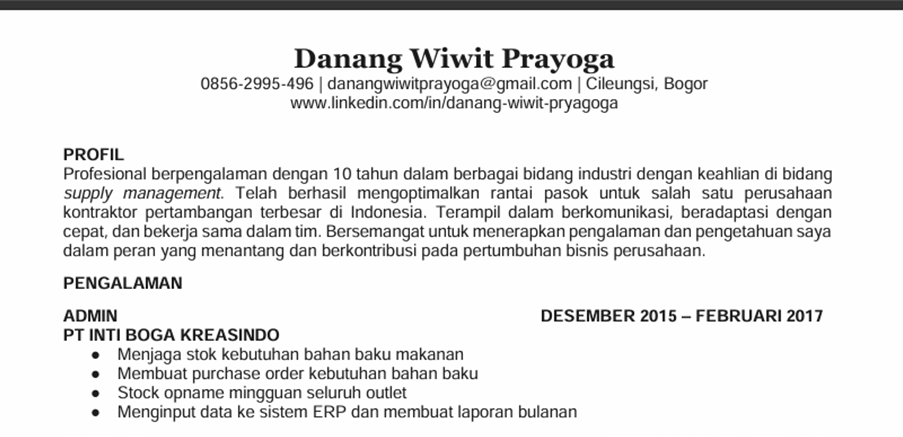 Danang Wiwit Prayoga
0856-2995-496 | danangwiwitprayoga@gmail.com | Cileungsi, Bogor
www.linkedin.com/in/danang-wiwit-pryagoga
PROFIL
Profesional berpengalaman dengan 10 tahun dalam berbagai bidang industri dengan keahlian di bidang
supply management. Telah berhasil mengoptimalkan rantai pasok untuk salah satu perusahaan
kontraktor pertambangan terbesar di Indonesia. Terampil dalam berkomunikasi, beradaptasi dengan
cepat, dan bekerja sama dalam tim. Bersemangat untuk menerapkan pengalaman dan pengetahuan saya
dalam peran yang menantang dan berkontribusi pada pertumbuhan bisnis perusahaan.
PENGALAMAN
ADMIN DESEMBER 2015 – FEBRUARI 2017
PT INTI BOGA KREASINDO
● Menjaga stok kebutuhan bahan baku makanan
● Membuat purchase order kebutuhan bahan baku
● Stock opname mingguan seluruh outlet
● Menginput data ke sistem ERP dan membuat laporan bulanan